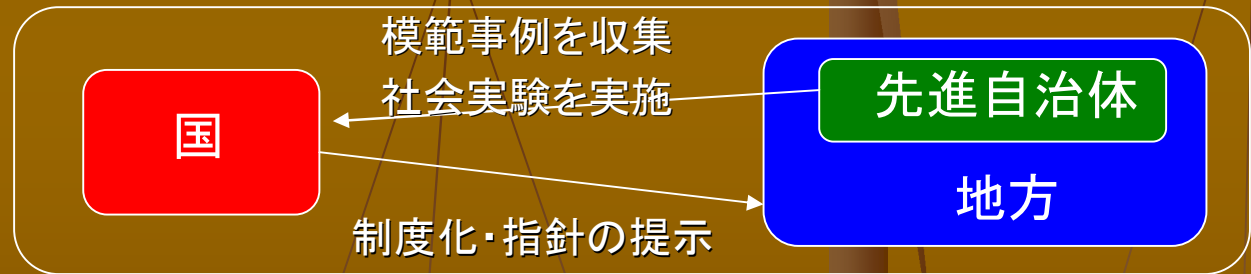 模範事例を収集
社会実験を実施
国
先進自治体
地方
制度化・指針の提示